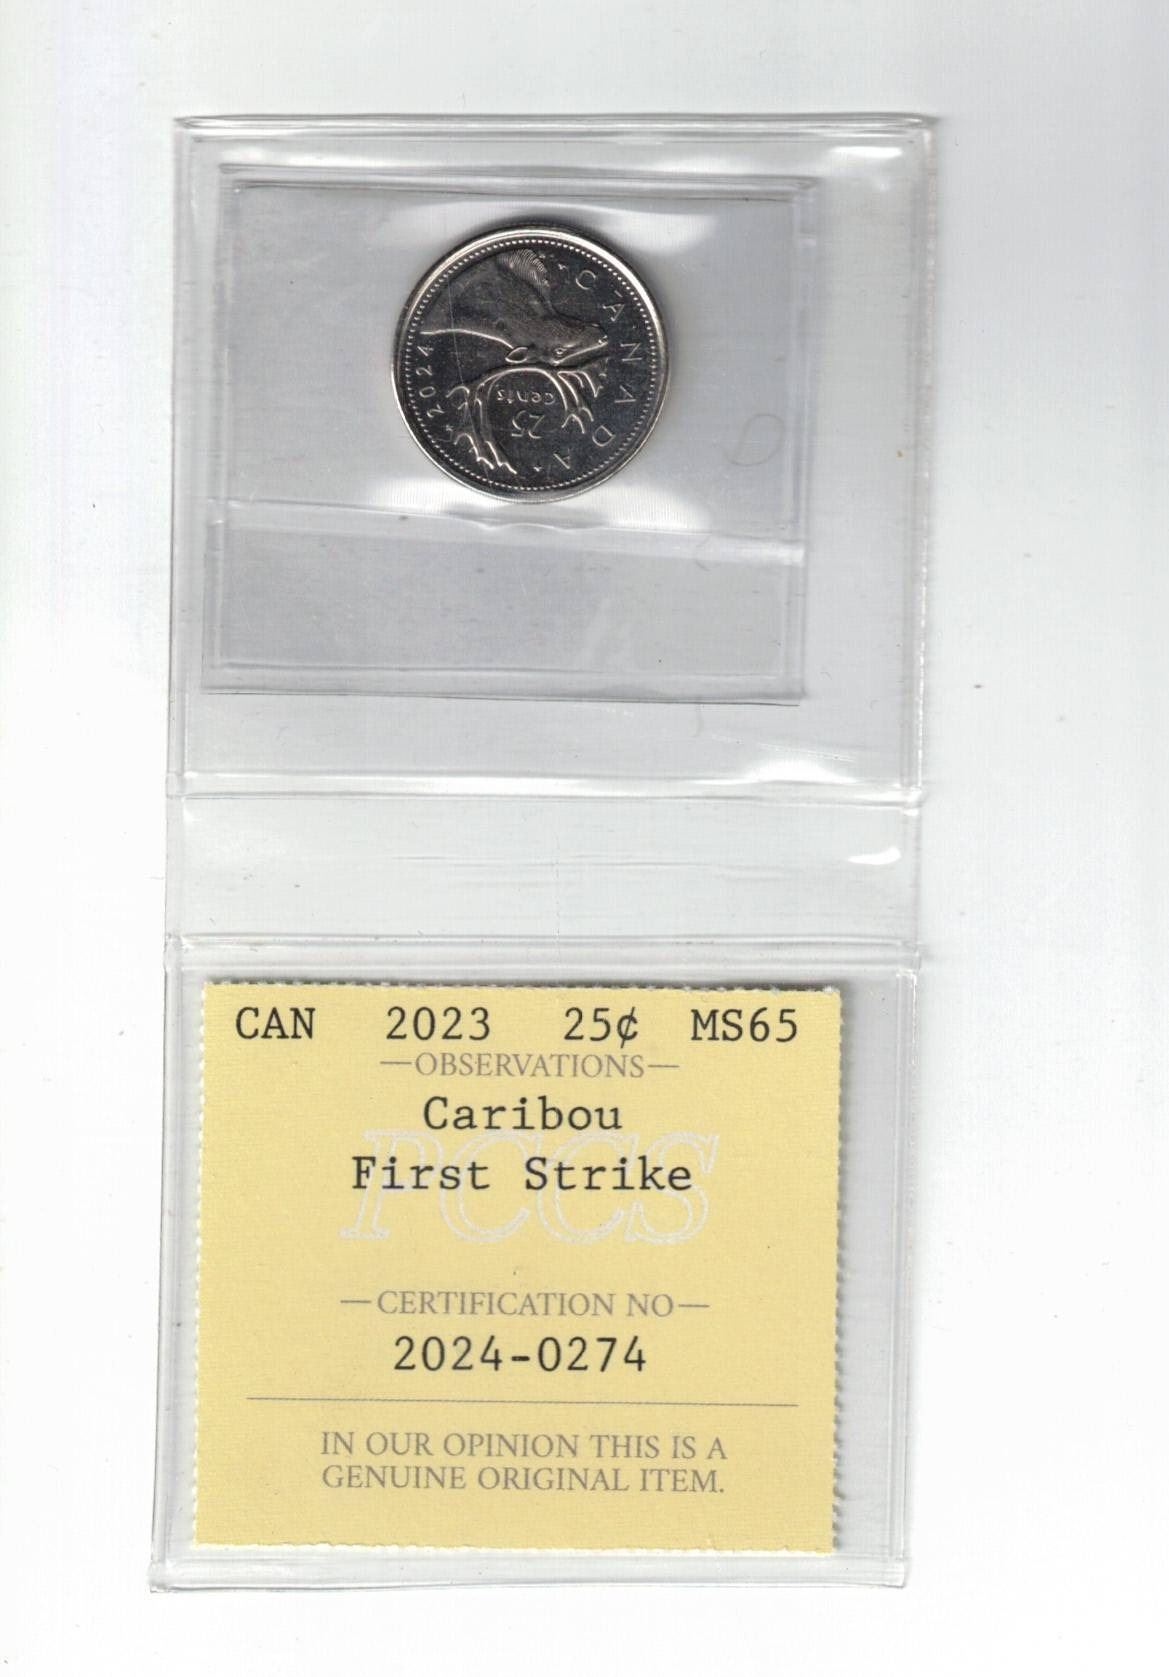 CANADA
2024
25
cents
CAN 2023 25¢ MS65
—OBSERVATIONS—
Caribou
First Strike
PCCS
—CERTIFICATION NO—
2024-0274
IN OUR OPINION THIS IS A
GENUINE ORIGINAL ITEM.